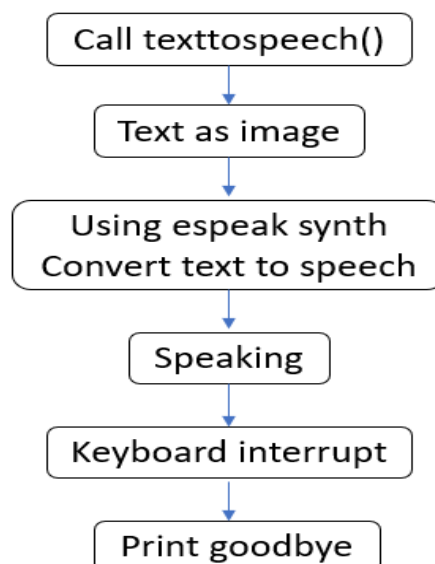 Call texttospeech()
Text as image
Using espeak synth
Convert text to speech
Speaking
Keyboard interrupt
Print goodbye